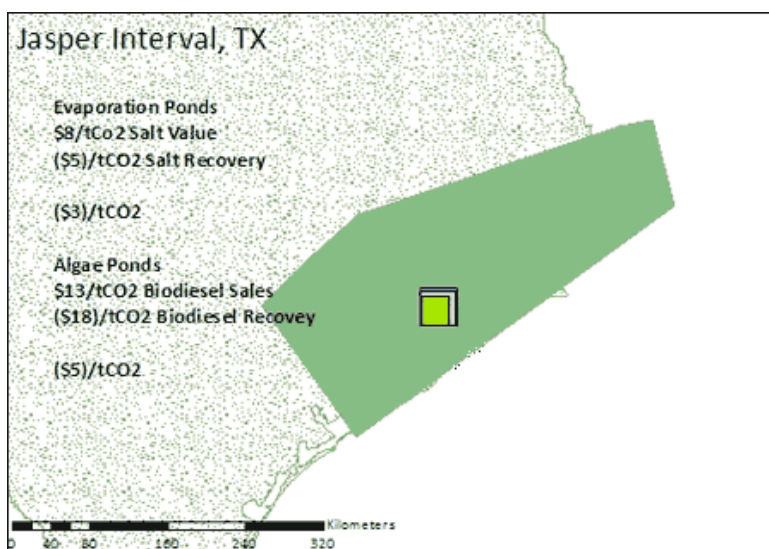 Jasper Interval, TX
Evaporation Ponds
$8/tCo2 Salt Value
($5)/tCO2 Salt Recovery
($3)/tCO2
Algae Ponds
$13/tCO2 Biodiesel Sales
($18)/tCO2 Biodiesel Recovey
($5)/tCO2
Kilometers
0 40 80 160 240 320